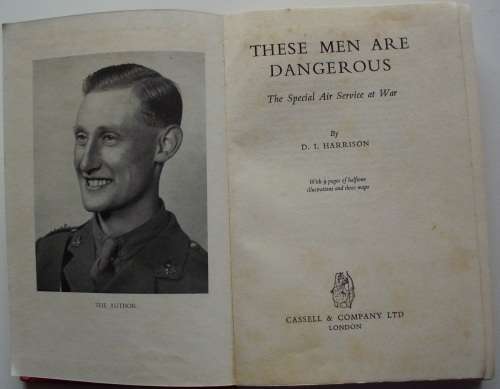 THE AUTHOR
THESE MEN ARE
DANGEROUS
The Special Air Service at War
By
D. I. HARRISON
With 9 pages of halftone
illustrations and three maps
CASSELL & COMPANY LTD
LONDON